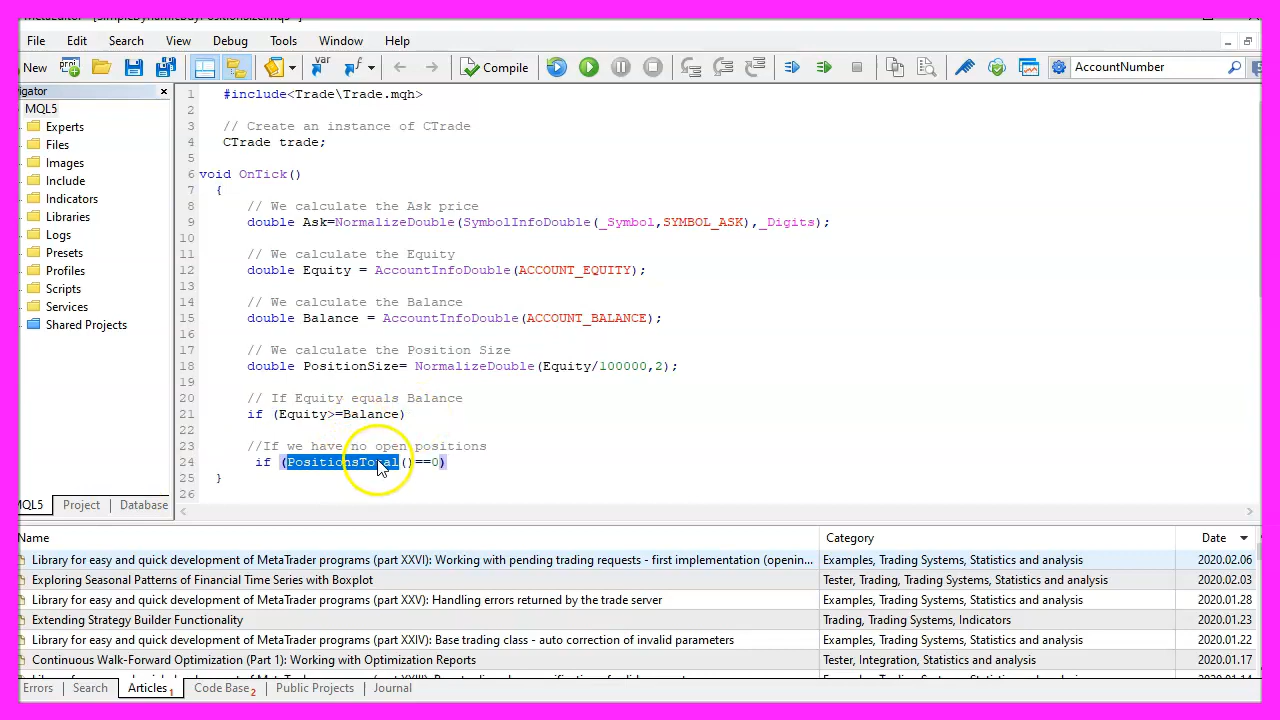 MetaEditor - [SimpleDynamicBuyPositionSize.mq5]
File Edit Search View Debug Tools Window Help
New var Compile AccountNumber
vigator
MQL5
Experts
Files
Images
Include
Indicators
Libraries
Logs
Presets
Profiles
Scripts
Services
Shared Projects
MQL5 Project Database
1 #include<Trade\Trade.mqh>
2
3 // Create an instance of CTrade
4 CTrade trade;
5
6 void OnTick()
7 {
8 // We calculate the Ask price
9 double Ask=NormalizeDouble(SymbolInfoDouble(_Symbol,SYMBOL_ASK),_Digits);
10
11 // We calculate the Equity
12 double Equity = AccountInfoDouble(ACCOUNT_EQUITY);
13
14 // We calculate the Balance
15 double Balance = AccountInfoDouble(ACCOUNT_BALANCE);
16
17 // We calculate the Position Size
18 double PositionSize= NormalizeDouble(Equity/100000,2);
19
20 // If Equity equals Balance
21 if (Equity>=Balance)
22
23 //If we have no open positions
24 if (PositionsTotal()==0)
25 }
26
Name Category Date
Library for easy and quick development of MetaTrader programs (part XXVI): Working with pending trading requests - first implementation (openin... Examples, Trading Systems, Statistics and analysis 2020.02.06
Exploring Seasonal Patterns of Financial Time Series with Boxplot Tester, Trading, Trading Systems, Statistics and analysis 2020.02.03
Library for easy and quick development of MetaTrader programs (part XXV): Handling errors returned by the trade server Examples, Trading Systems, Statistics and analysis 2020.01.28
Extending Strategy Builder Functionality Trading, Trading Systems, Indicators 2020.01.23
Library for easy and quick development of MetaTrader programs (part XXIV): Base trading class - auto correction of invalid parameters Examples, Trading Systems, Statistics and analysis 2020.01.22
Continuous Walk-Forward Optimization (Part 1): Working with Optimization Reports Tester, Integration, Statistics and analysis 2020.01.17
Errors Search Articles 1 Code Base 2 Public Projects Journal